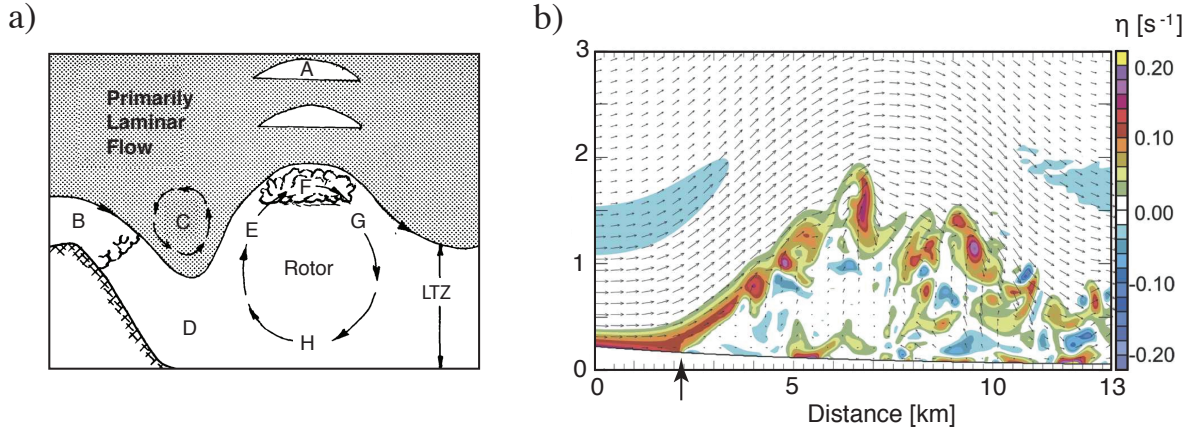 a)
A
Primarily
Laminar
Flow
B
C
F
E
G
Rotor
LTZ
D
H
b)
η [s⁻¹]
3
2
1
0
0
5
10
13
Distance [km]
0.20
0.10
0.00
-0.10
-0.20